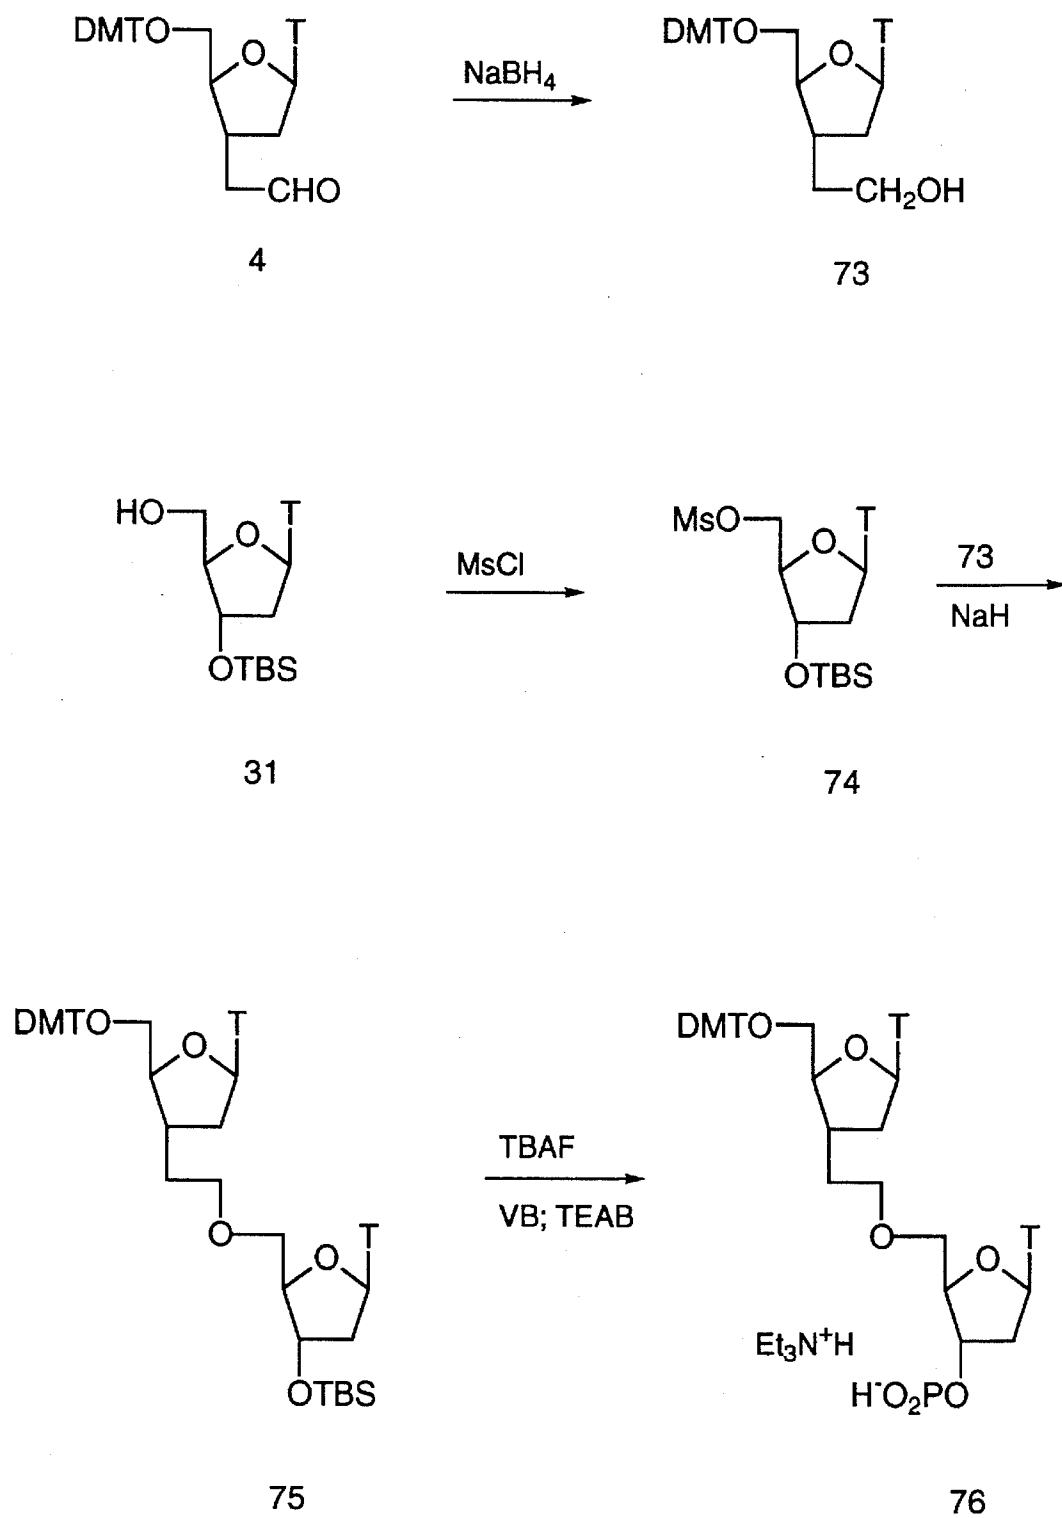 DMTO T DMTO T
O O
NaBH4
CHO CH2OH
4 73
HO T MsO T
O O
MsCl 73
NaH
OTBS OTBS
31 74
DMTO T DMTO T
O O
TBAF
VB; TEAB
O T O T
O O
Et3N+H
OTBS H-O2PO
75 76